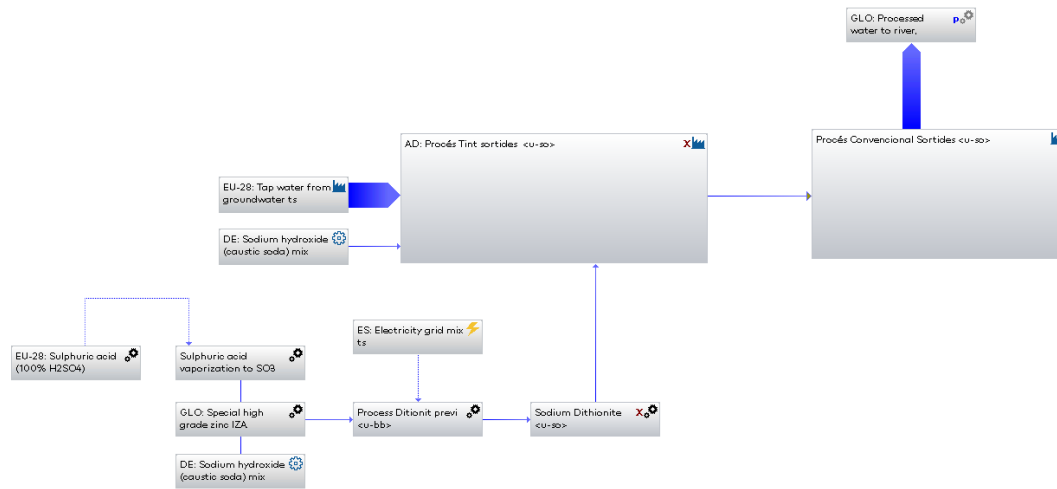 GLO: Processed
water to river,
AD: Procés Tint sortides <u-so>
Procés Convencional Sortides <u-so>
EU-28: Tap water from
groundwater ts
DE: Sodium hydroxide
(caustic soda) mix
ES: Electricity grid mix
ts
EU-28: Sulphuric acid
(100% H2SO4)
Sulphuric acid
vaporization to SO3
GLO: Special high
grade zinc IZA
Process Ditionit previ
<u-bb>
Sodium Dithionite
<u-so>
DE: Sodium hydroxide
(caustic soda) mix